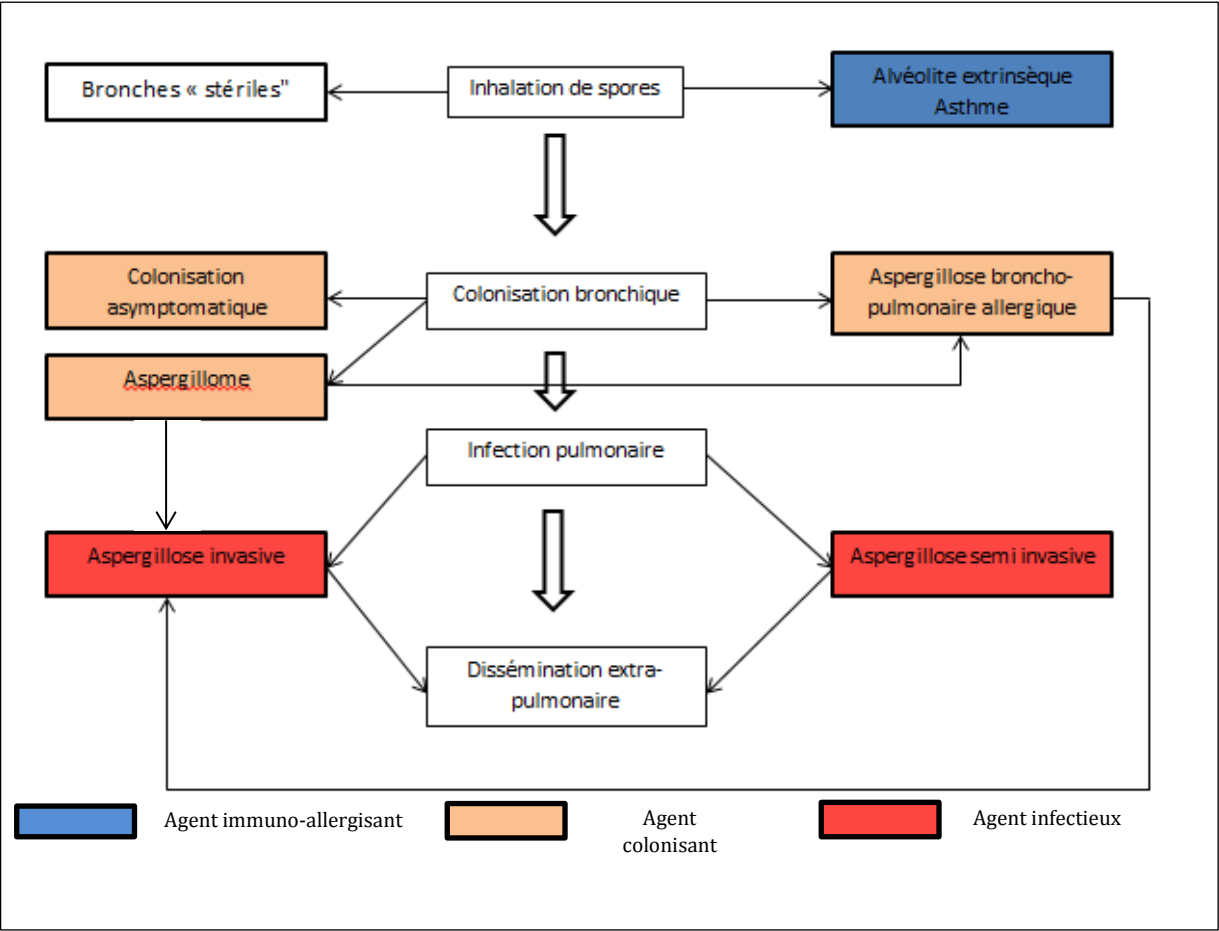 Bronches « stériles"
Inhalation de spores
Alvéolite extrinsèque
Asthme
Colonisation
asymptomatique
Colonisation bronchique
Aspergillose broncho-
pulmonaire allergique
Aspergillome
Infection pulmonaire
Aspergillose invasive
Aspergillose semi invasive
Dissémination extra-
pulmonaire
Agent immuno-allergisant
Agent
colonisant
Agent infectieux